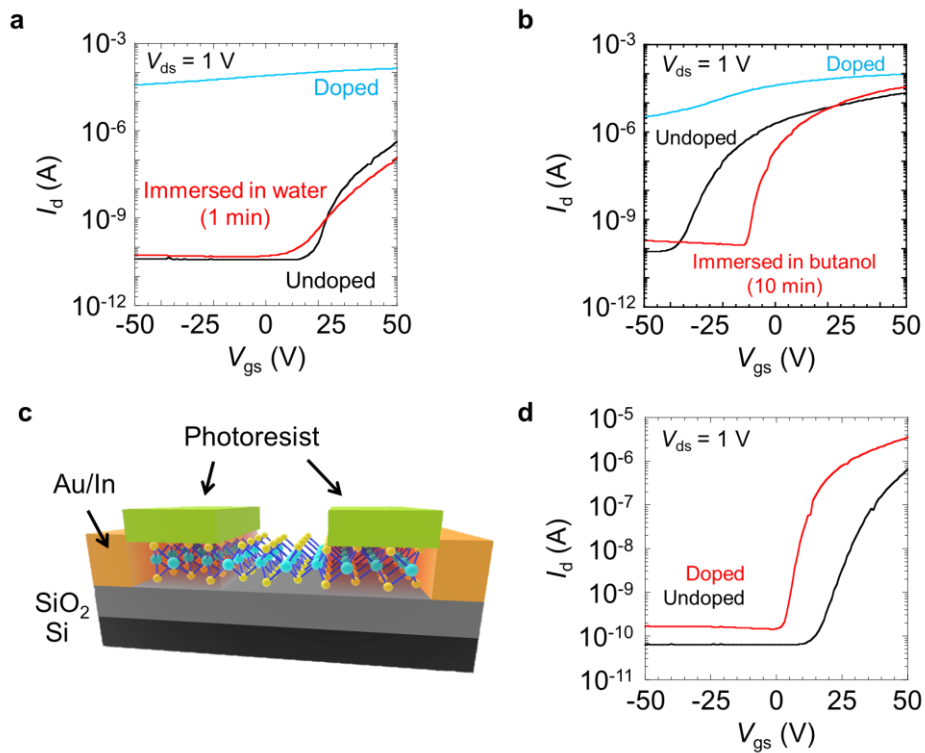 a
10⁻³
10⁻⁶
10⁻⁹
10⁻¹²
I_d (A)
V_ds = 1 V
Doped
Immersed in water
(1 min)
Undoped
-50 -25 0 25 50
V_gs (V)
b
10⁻³
10⁻⁶
10⁻⁹
10⁻¹²
I_d (A)
V_ds = 1 V
Doped
Undoped
Immersed in butanol
(10 min)
-50 -25 0 25 50
V_gs (V)
c
Photoresist
Au/In
SiO₂
Si
d
10⁻⁵
10⁻⁶
10⁻⁷
10⁻⁸
10⁻⁹
10⁻¹⁰
10⁻¹¹
I_d (A)
V_ds = 1 V
Doped
Undoped
-50 -25 0 25 50
V_gs (V)